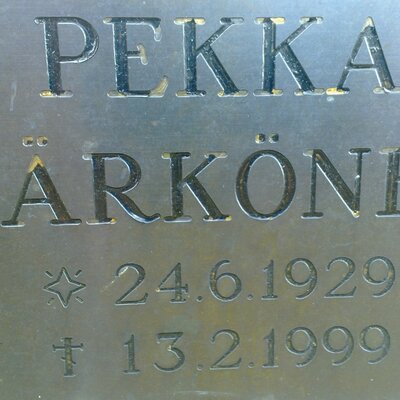 PEKKA
ÄRKÖNE
24.6.1929
✝ 13.2.1999